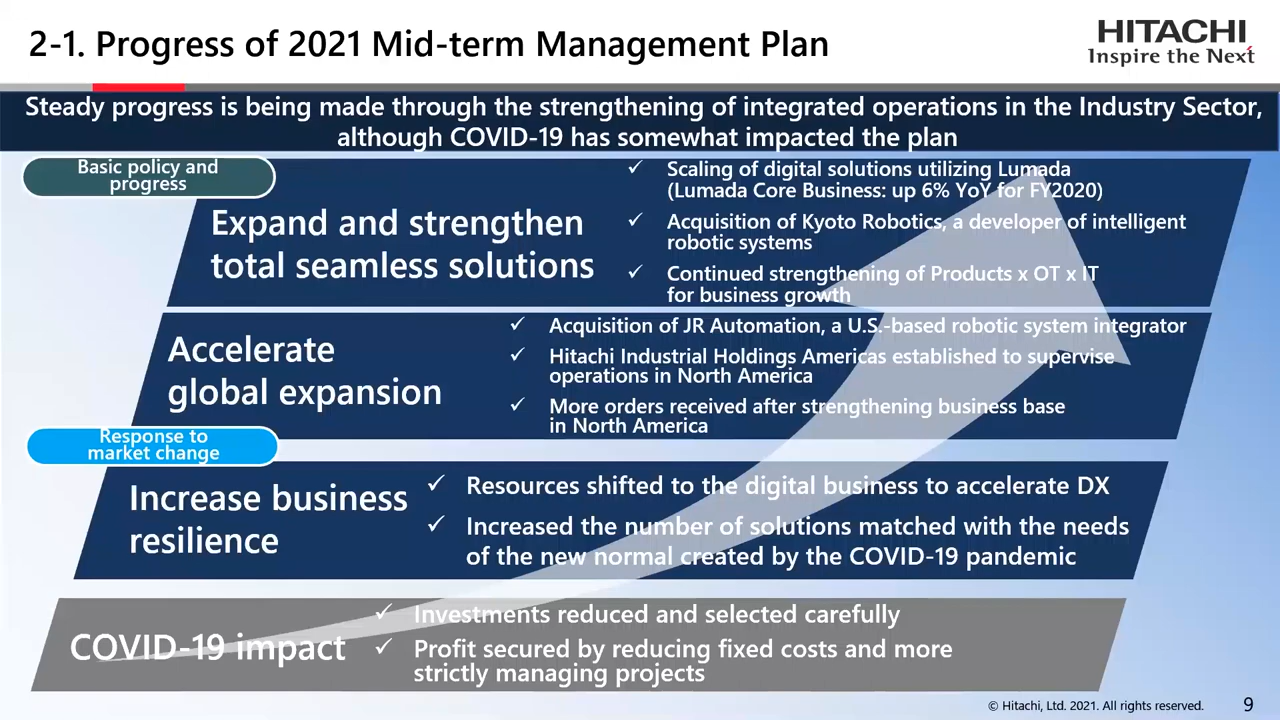 2-1. Progress of 2021 Mid-term Management Plan
HITACHI
Inspire the Next
Steady progress is being made through the strengthening of integrated operations in the Industry Sector,
although COVID-19 has somewhat impacted the plan
Basic policy and
progress
Expand and strengthen
total seamless solutions
✓ Scaling of digital solutions utilizing Lumada
(Lumada Core Business: up 6% YoY for FY2020)
✓ Acquisition of Kyoto Robotics, a developer of intelligent
robotic systems
✓ Continued strengthening of Products x OT x IT
for business growth
Accelerate
global expansion
✓ Acquisition of JR Automation, a U.S.-based robotic system integrator
✓ Hitachi Industrial Holdings Americas established to supervise
operations in North America
✓ More orders received after strengthening business base
in North America
Response to
market change
Increase business
resilience
✓ Resources shifted to the digital business to accelerate DX
✓ Increased the number of solutions matched with the needs
of the new normal created by the COVID-19 pandemic
COVID-19 impact
✓ Investments reduced and selected carefully
✓ Profit secured by reducing fixed costs and more
strictly managing projects
© Hitachi, Ltd. 2021. All rights reserved.
9